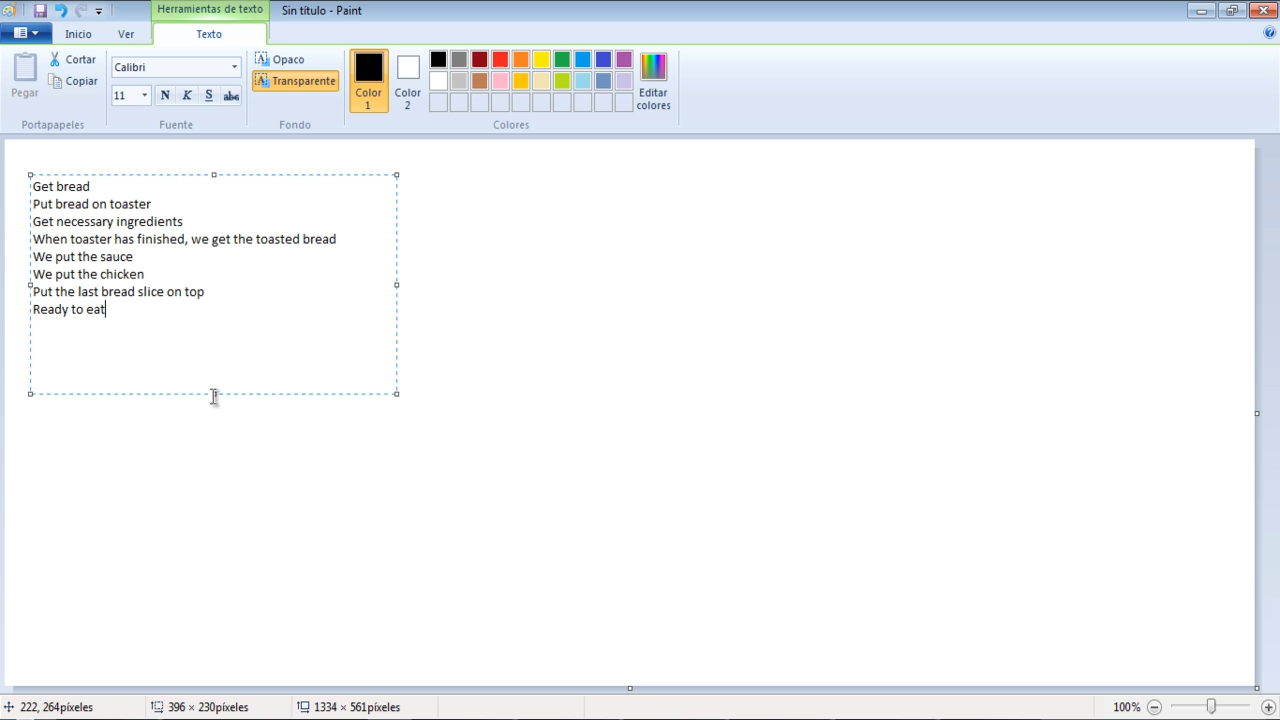 Herramientas de texto
Sin título - Paint
Inicio
Ver
Texto
Pegar
Cortar
Copiar
Portapapeles
Calibri
11
N K S abc
Fuente
Opaco
Transparente
Fondo
Color 1
Color 2
Editar colores
Colores
Get bread
Put bread on toaster
Get necessary ingredients
When toaster has finished, we get the toasted bread
We put the sauce
We put the chicken
Put the last bread slice on top
Ready to eat
222, 264píxeles
396 × 230píxeles
1334 × 561píxeles
100%